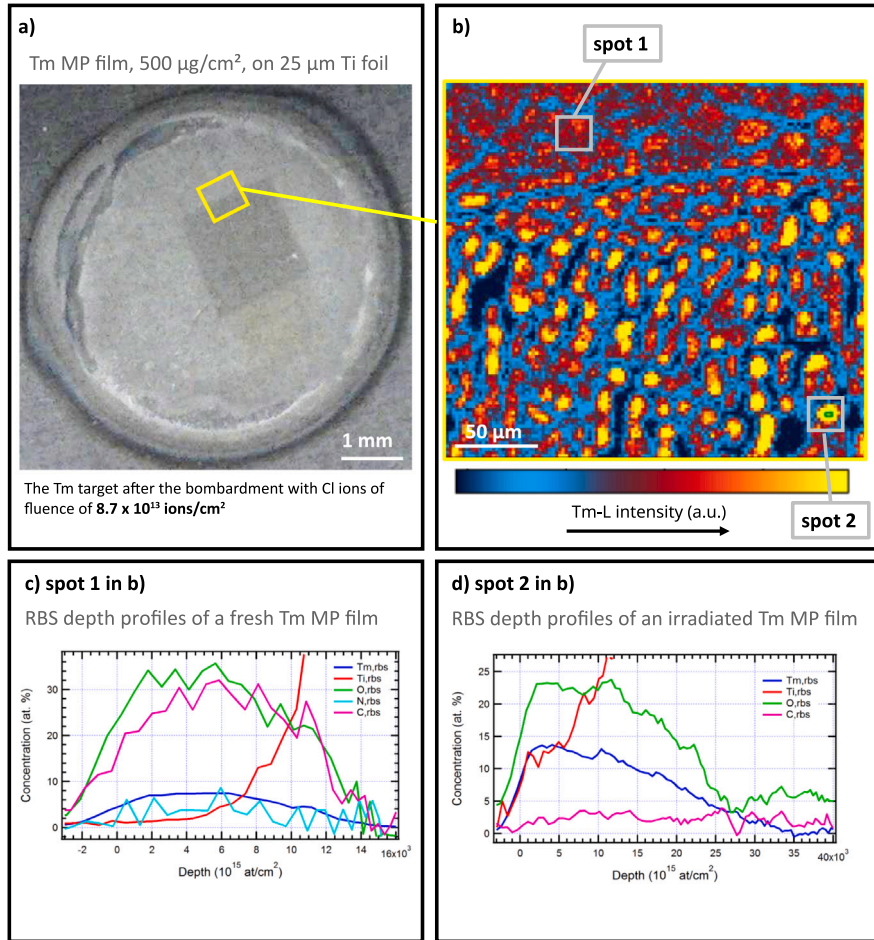 a)
Tm MP film, 500 µg/cm², on 25 µm Ti foil
1 mm
The Tm target after the bombardment with Cl ions of
fluence of 8.7 x 10¹³ ions/cm²
b)
spot 1
50 µm
Tm-L intensity (a.u.)
spot 2
c) spot 1 in b)
RBS depth profiles of a fresh Tm MP film
Concentration (at. %)
30
20
10
0
Tm,rbs
Ti,rbs
O,rbs
N,rbs
C,rbs
-2 0 2 4 6 8 10 12 14 16x10³
Depth (10¹⁵ at/cm²)
d) spot 2 in b)
RBS depth profiles of an irradiated Tm MP film
Concentration (at. %)
25
20
15
10
5
0
Tm,rbs
Ti,rbs
O,rbs
C,rbs
0 5 10 15 20 25 30 35 40x10³
Depth (10¹⁵ at/cm²)